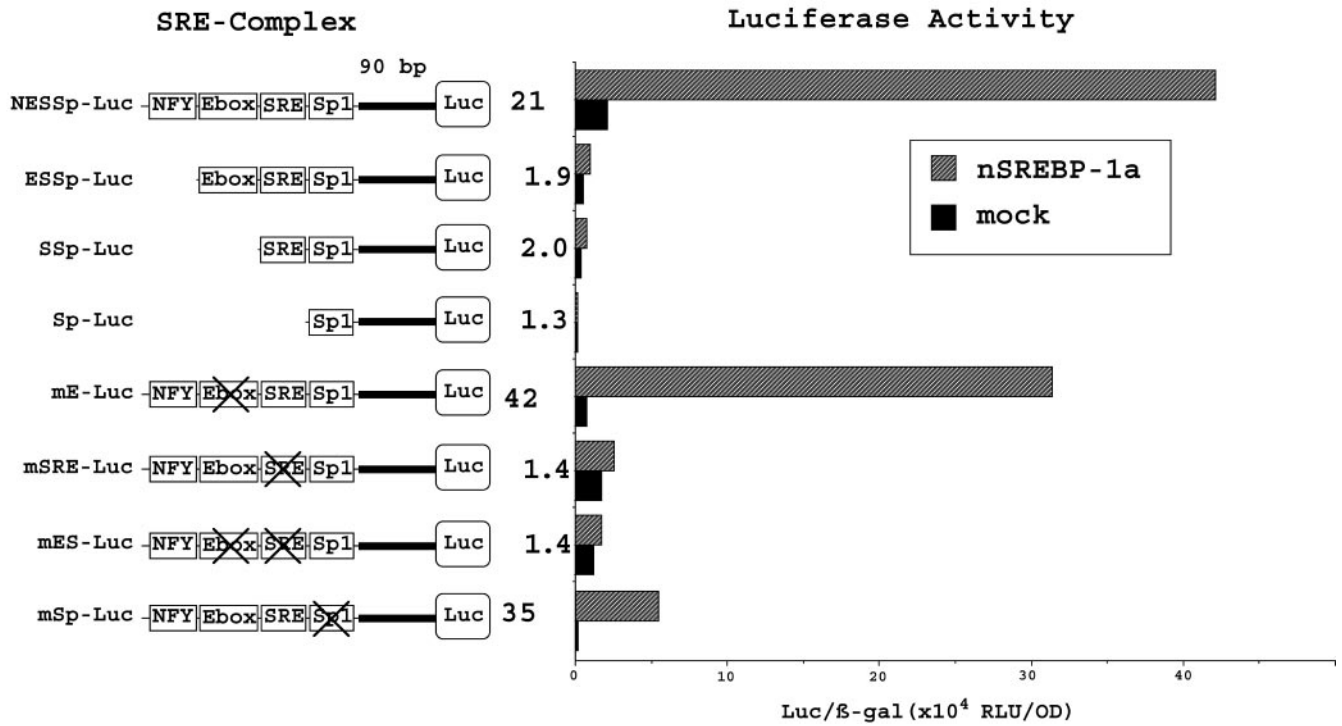 SRE-Complex
Luciferase Activity
90 bp
NESSp-Luc NFY Ebox SRE Sp1 Luc 21
ESSp-Luc Ebox SRE Sp1 Luc 1.9
SSp-Luc SRE Sp1 Luc 2.0
Sp-Luc Sp1 Luc 1.3
mE-Luc NFY Ebox SRE Sp1 Luc 42
mSRE-Luc NFY Ebox SRE Sp1 Luc 1.4
mES-Luc NFY Ebox SRE Sp1 Luc 1.4
mSp-Luc NFY Ebox SRE Sp1 Luc 35
nSREBP-1a
mock
0 10 20 30 40
Luc/ß-gal(x10⁴ RLU/OD)